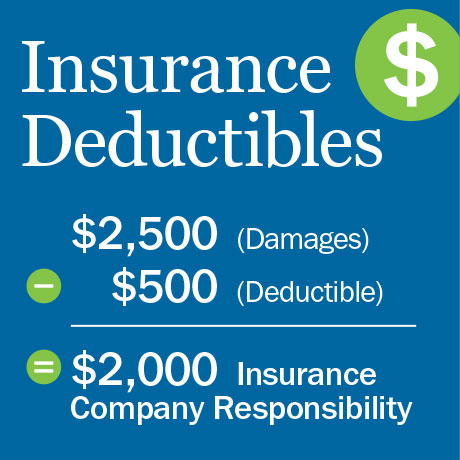 Insurance
$
Deductibles
$2,500 (Damages)
− $500 (Deductible)
= $2,000 Insurance
Company Responsibility